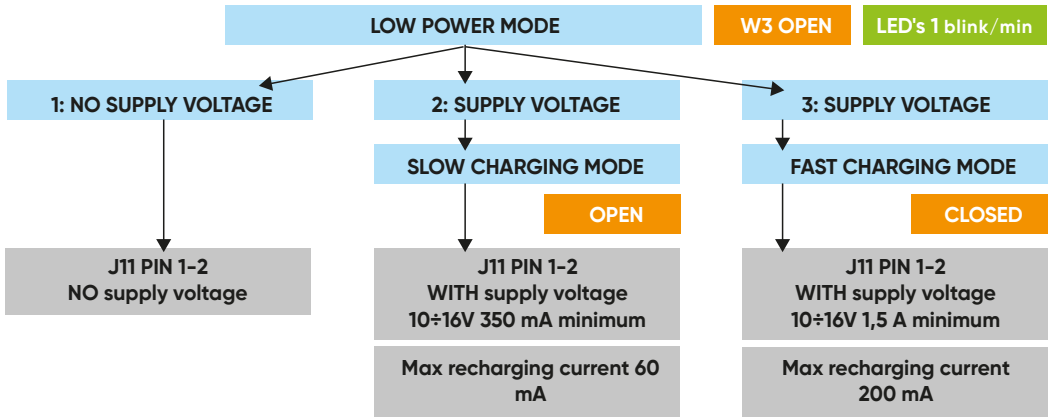 LOW POWER MODE
W3 OPEN
LED's 1 blink/min
1: NO SUPPLY VOLTAGE
2: SUPPLY VOLTAGE
3: SUPPLY VOLTAGE
SLOW CHARGING MODE
FAST CHARGING MODE
OPEN
CLOSED
J11 PIN 1-2
NO supply voltage
J11 PIN 1-2
WITH supply voltage
10÷16V 350 mA minimum
J11 PIN 1-2
WITH supply voltage
10÷16V 1,5 A minimum
Max recharging current 60
mA
Max recharging current
200 mA